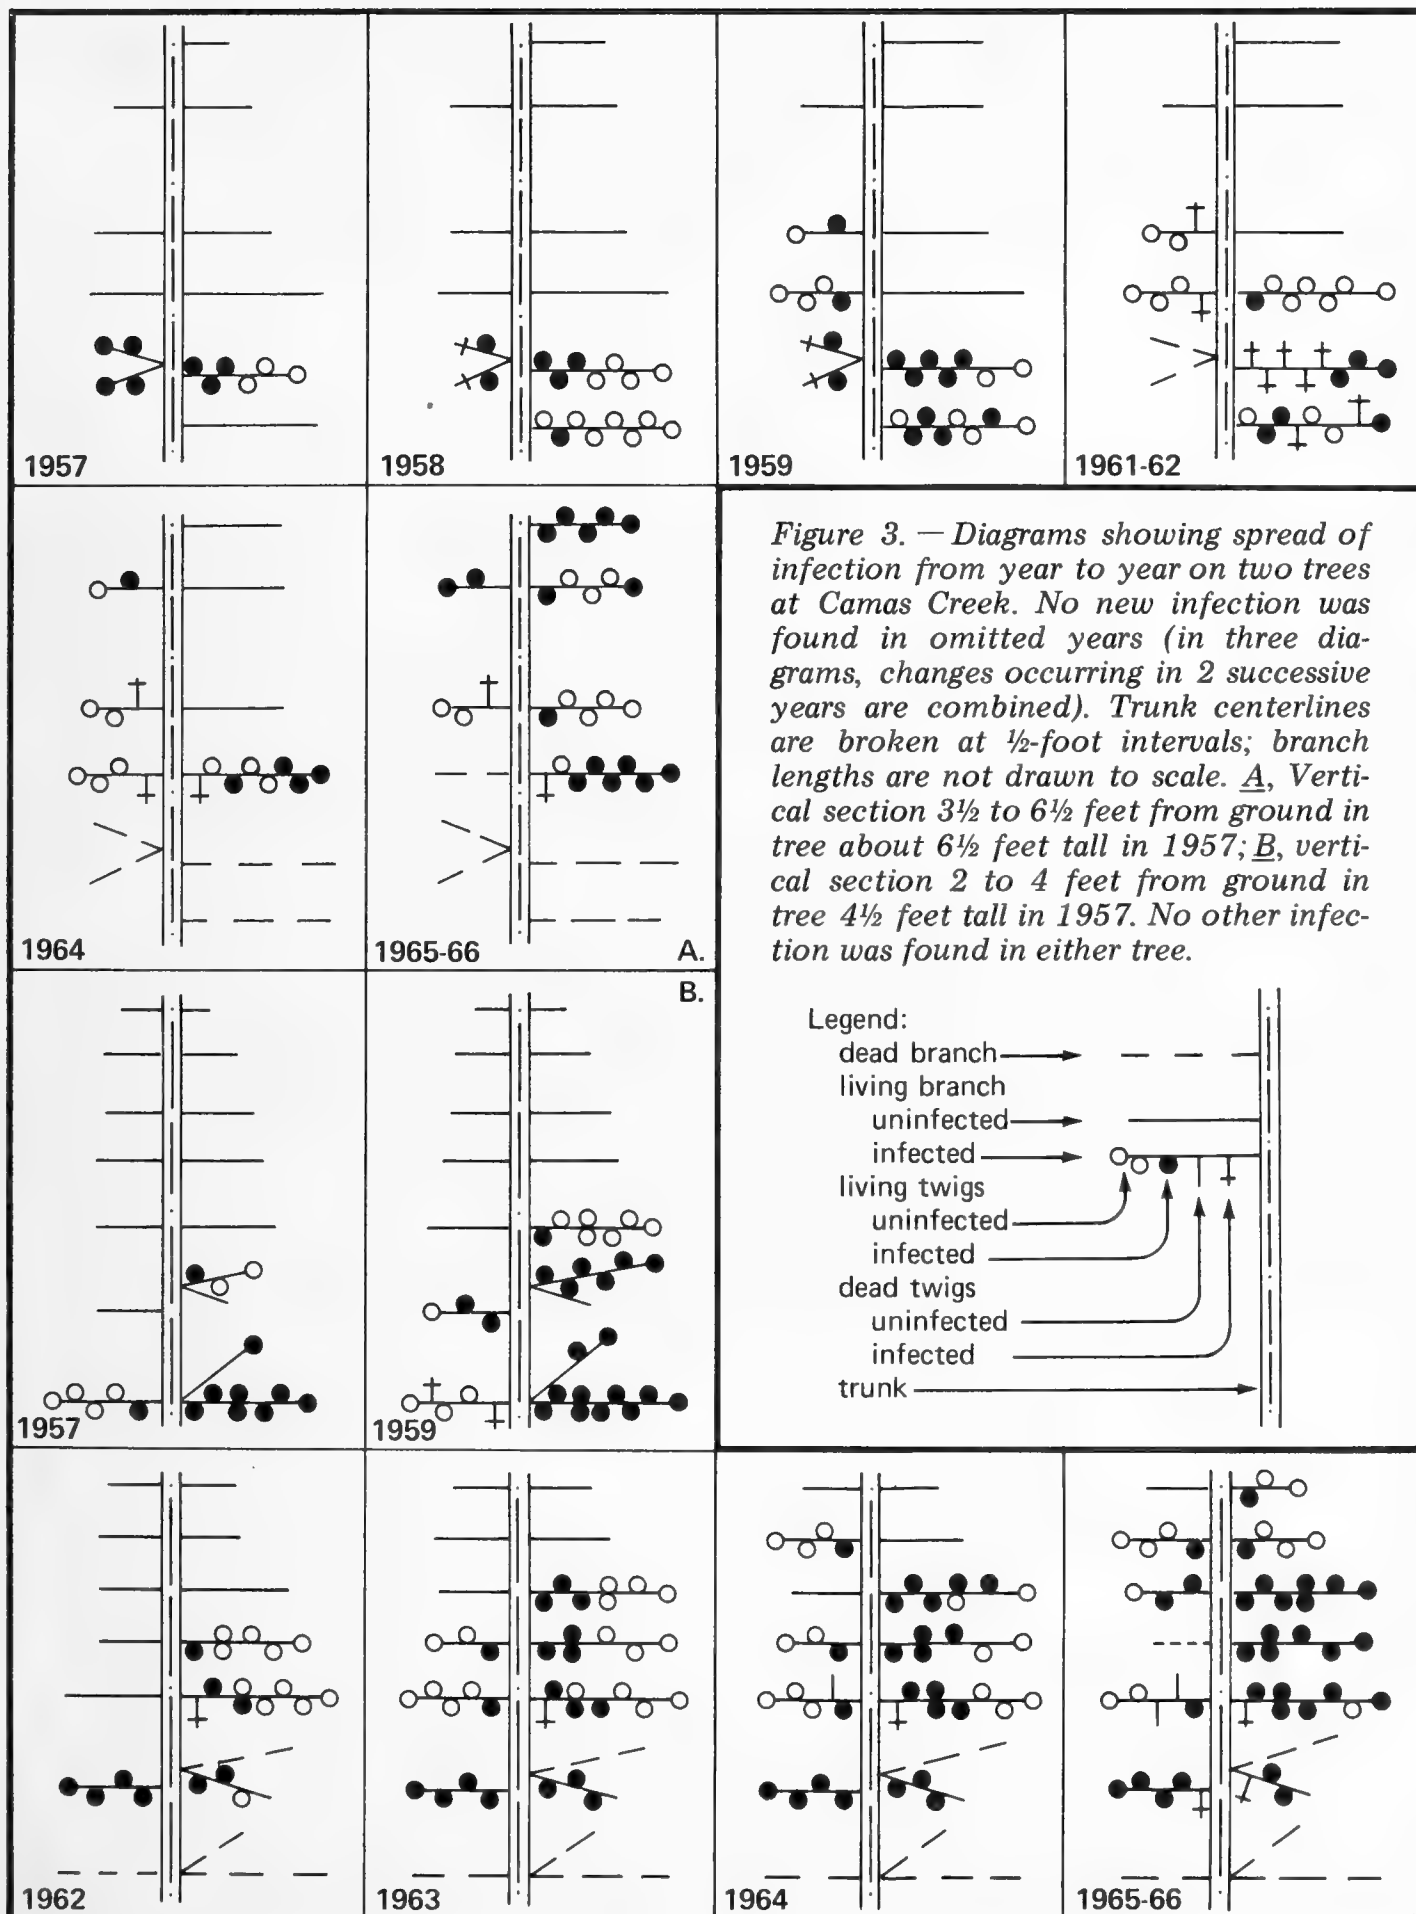 1957
1958
1959
1961-62
1964
1965-66
A.
Figure 3. — Diagrams showing spread of
infection from year to year on two trees
at Camas Creek. No new infection was
found in omitted years (in three dia-
grams, changes occurring in 2 successive
years are combined). Trunk centerlines
are broken at ½-foot intervals; branch
lengths are not drawn to scale. A, Verti-
cal section 3½ to 6½ feet from ground in
tree about 6½ feet tall in 1957; B, verti-
cal section 2 to 4 feet from ground in
tree 4½ feet tall in 1957. No other infec-
tion was found in either tree.
Legend:
dead branch
living branch
uninfected
infected
living twigs
uninfected
infected
dead twigs
uninfected
infected
trunk
B.
1957
1959
1962
1963
1964
1965-66